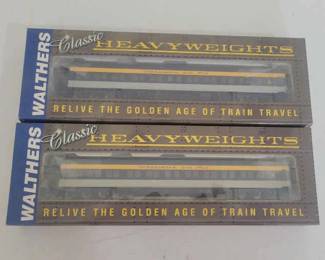 WALTHERS
Classic
HEAVYWEIGHTS
RELIVE THE GOLDEN AGE OF TRAIN TRAVEL
WALTHERS
Classic
HEAVYWEIGHTS
RELIVE THE GOLDEN AGE OF TRAIN TRAVEL